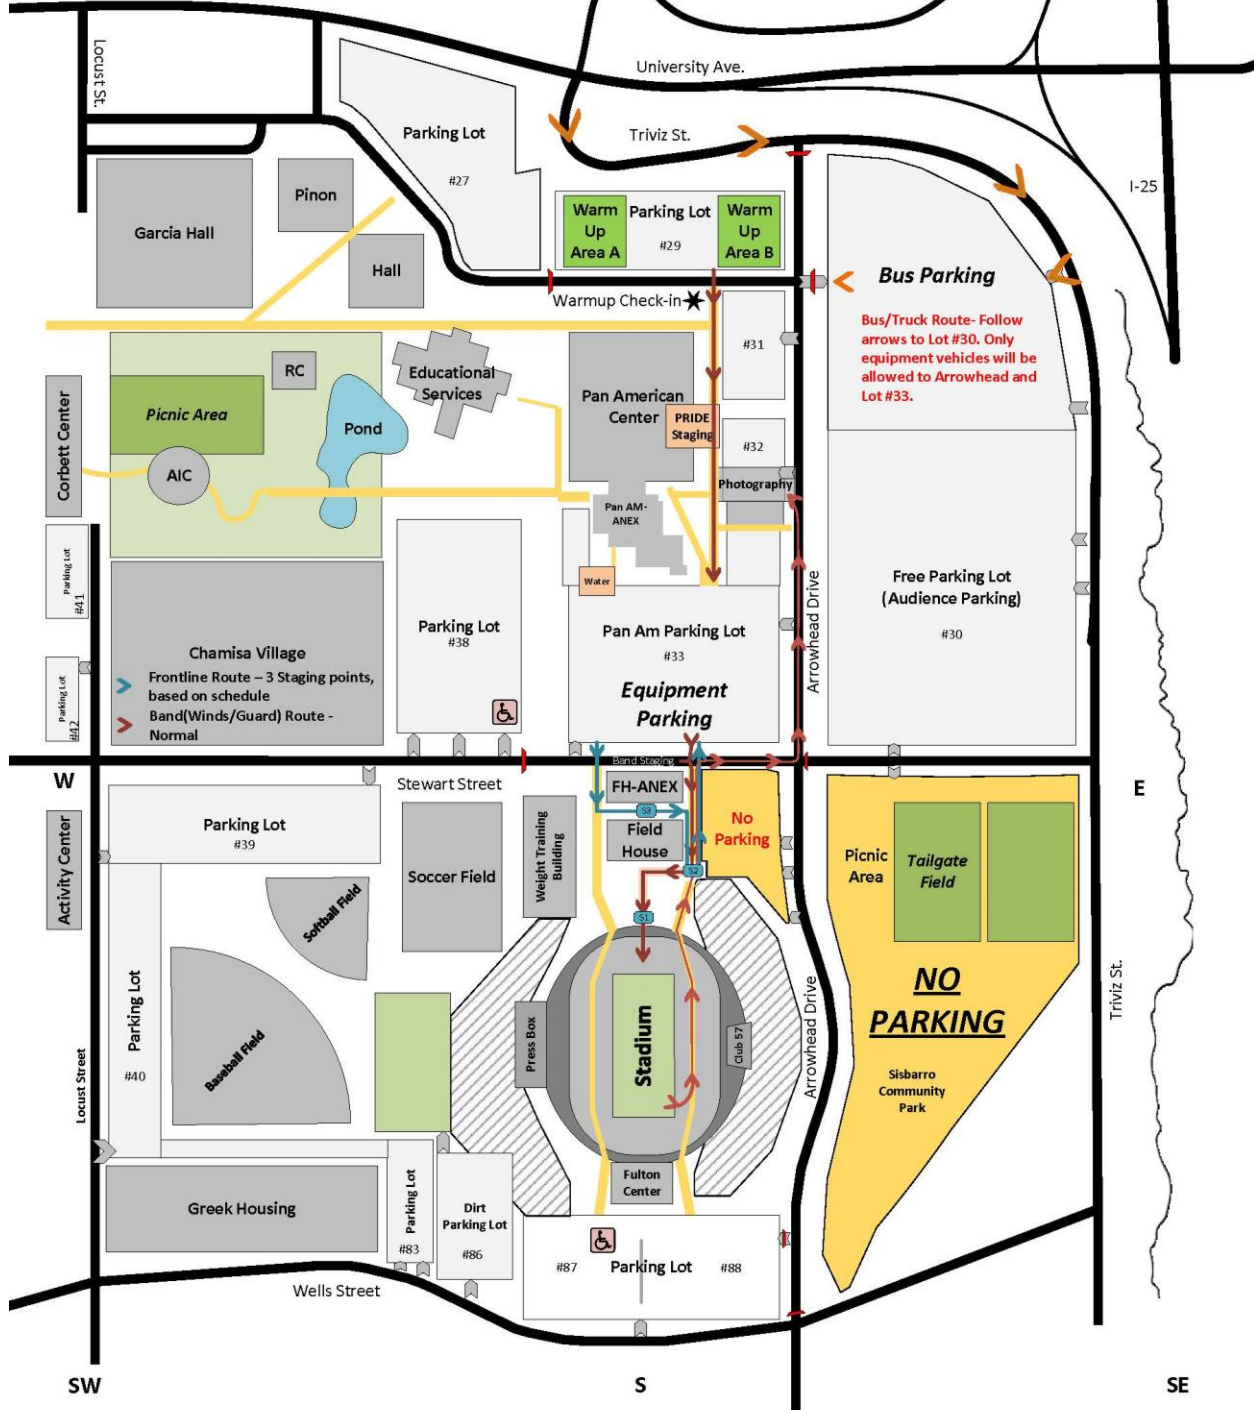 University Ave.
Locust St.
Triviz St.
Parking Lot
#27
I-25
Warm
Up
Area A
Parking Lot
#29
Warm
Up
Area B
Pinon
Garcia Hall
Hall
Bus Parking
Warmup Check-in
Bus/Truck Route- Follow
arrows to Lot #30. Only
equipment vehicles will be
allowed to Arrowhead and
Lot #33.
#31
RC
Educational
Services
Pan American
Center
Picnic Area
PRIDE
Staging
Pond
Corbett Center
#32
AIC
Photography
Pan AM-
ANEX
Parking Lot
#41
Water
Free Parking Lot
(Audience Parking)
#30
Arrowhead Drive
Parking Lot
#38
Pan Am Parking Lot
#33
Chamisa Village
Frontline Route – 3 Staging points,
based on schedule
Band(Winds/Guard) Route -
Normal
Parking Lot
#42
Equipment
Parking
Band Staging
W
Stewart Street
E
FH-ANEX
S3
No
Parking
Parking Lot
#39
Field
House
Weight Training
Building
Activity Center
Soccer Field
Picnic
Area
Tailgate
Field
S2
Softball Field
S1
NO
PARKING
Parking Lot
#40
Baseball Field
Press Box
Stadium
Club 57
Arrowhead Drive
Triviz St.
Locust Street
Sisbarro
Community
Park
Fulton
Center
Greek Housing
Parking Lot
#83
Dirt
Parking Lot
#86
#87
Parking Lot
#88
Wells Street
SW
S
SE